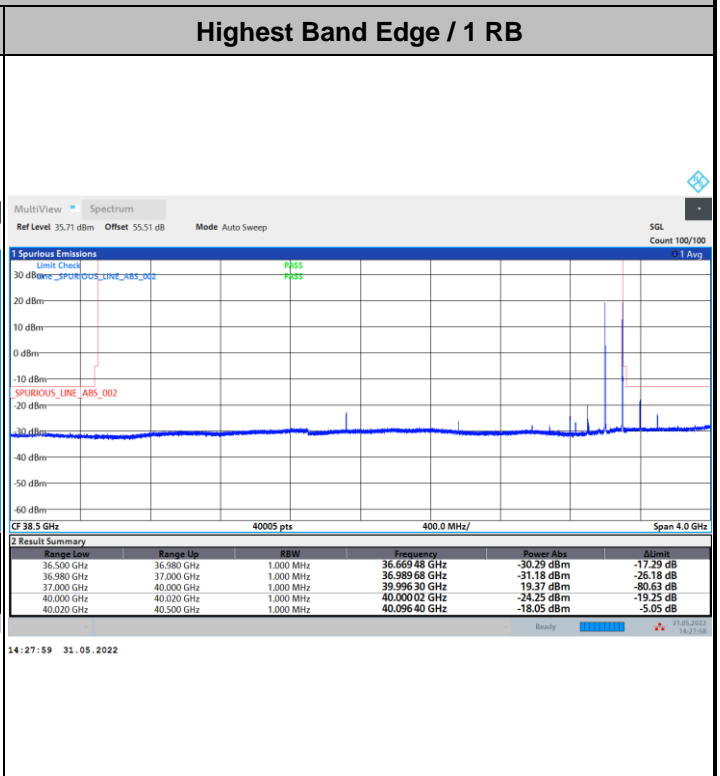 Highest Band Edge / 1 RB
MultiView Spectrum
Ref Level 35.71 dBm Offset 55.51 dB Mode Auto Sweep SGL
Count 100/100
1 Spurious Emissions 1 Avg
Limit Check PASS
30 dBm Line _SPURIOUS_LINE_ABS_002 PASS
20 dBm
10 dBm
0 dBm
-10 dBm
_SPURIOUS_LINE_ABS_002
-20 dBm
-30 dBm
-40 dBm
-50 dBm
-60 dBm
CF 38.5 GHz 40005 pts 400.0 MHz/ Span 4.0 GHz
2 Result Summary
Range Low Range Up RBW Frequency Power Abs ΔLimit
36.500 GHz 36.980 GHz 1.000 MHz 36.669 48 GHz -30.29 dBm -17.29 dB
36.980 GHz 37.000 GHz 1.000 MHz 36.989 68 GHz -31.18 dBm -26.18 dB
37.000 GHz 40.000 GHz 1.000 MHz 39.996 30 GHz 19.37 dBm -80.63 dB
40.000 GHz 40.020 GHz 1.000 MHz 40.000 02 GHz -24.25 dBm -19.25 dB
40.020 GHz 40.500 GHz 1.000 MHz 40.096 40 GHz -18.05 dBm -5.05 dB
Ready 31.05.2022
14:27:58
14:27:59 31.05.2022